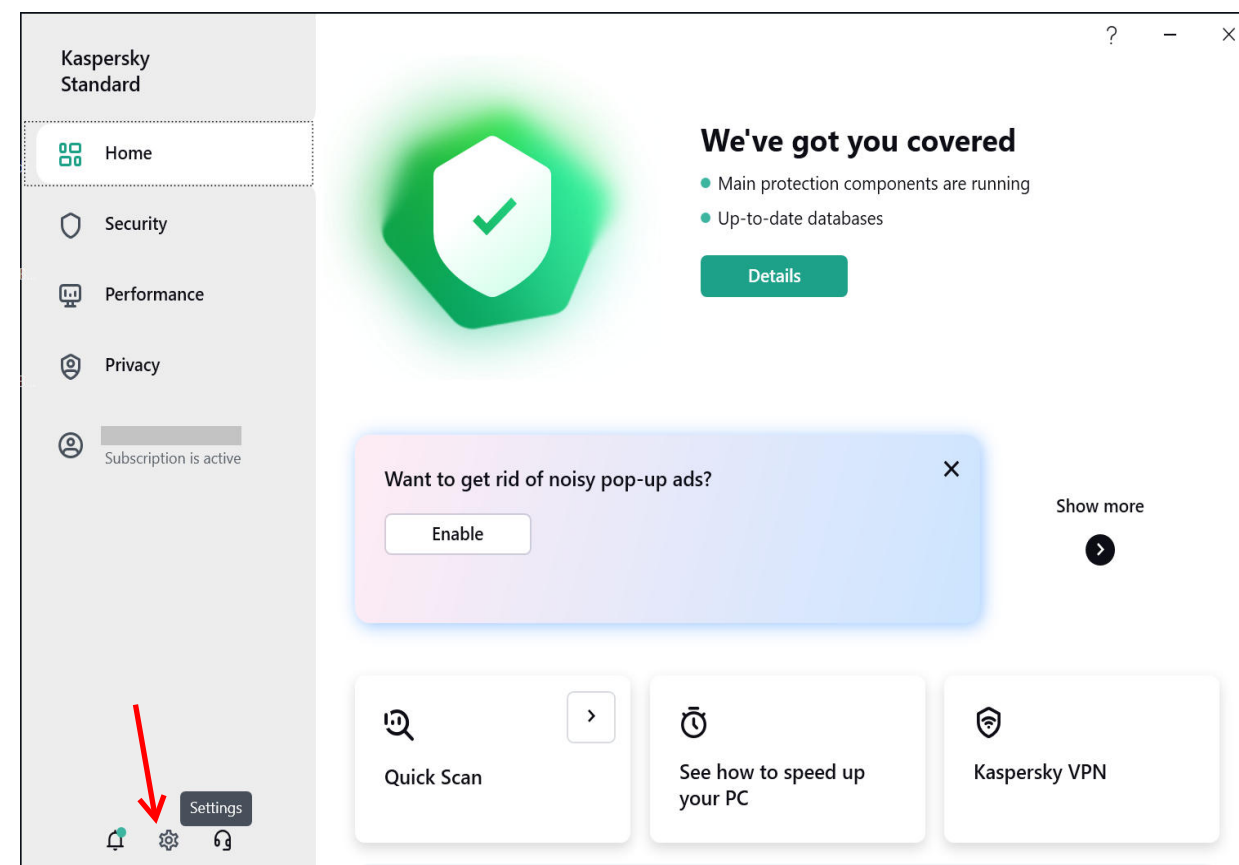 Kaspersky
Standard
Home
Security
Performance
Privacy
Subscription is active
Settings
?
We've got you covered
Main protection components are running
Up-to-date databases
Details
Want to get rid of noisy pop-up ads?
Enable
Show more
Quick Scan
See how to speed up
your PC
Kaspersky VPN